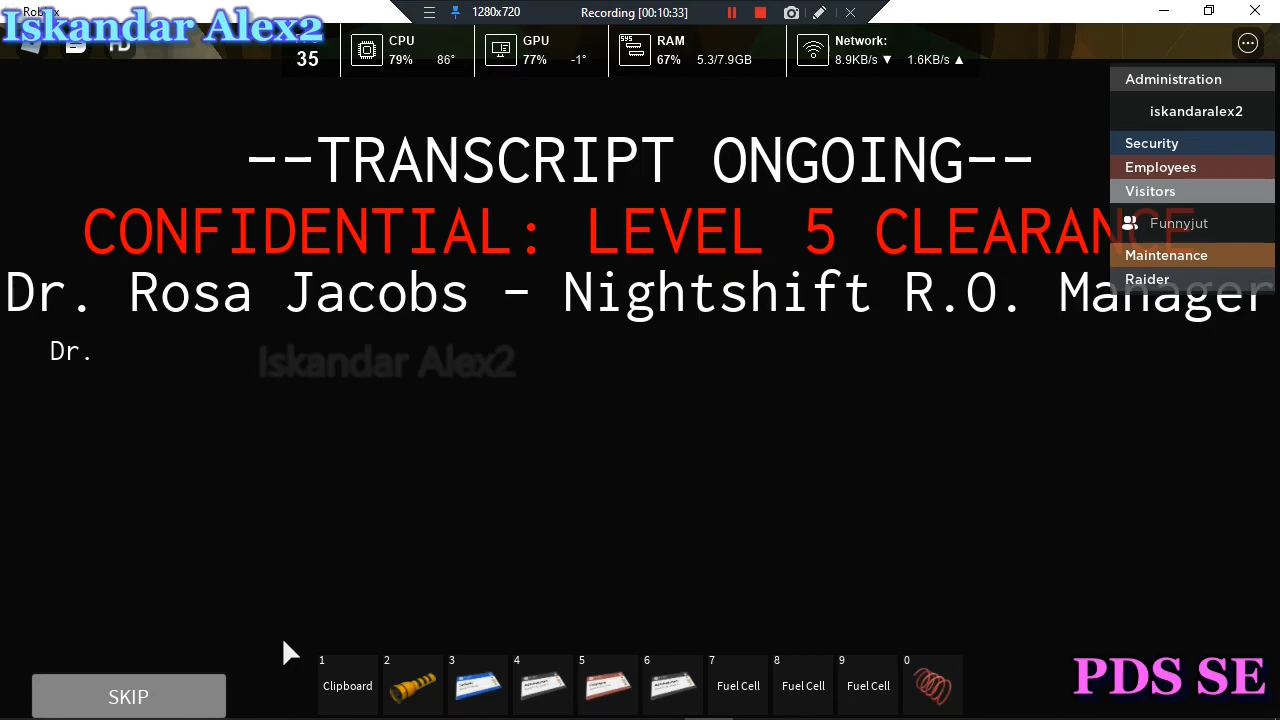 Roblox
Iskandar Alex2
1280x720
Recording [00:10:33]
35
CPU
79% 86°
GPU
77% -1°
RAM
67% 5.3/7.9GB
Network:
8.9KB/s ▼ 1.6KB/s ▲
Administration
iskandaralex2
Security
Employees
Visitors
Funnyjut
Maintenance
Raider
--TRANSCRIPT ONGOING--
CONFIDENTIAL: LEVEL 5 CLEARANCE
Dr. Rosa Jacobs - Nightshift R.O. Manager
Dr.
Iskandar Alex2
SKIP
1 Clipboard
2
3
4
5
6
7 Fuel Cell
8 Fuel Cell
9 Fuel Cell
0
PDS SE